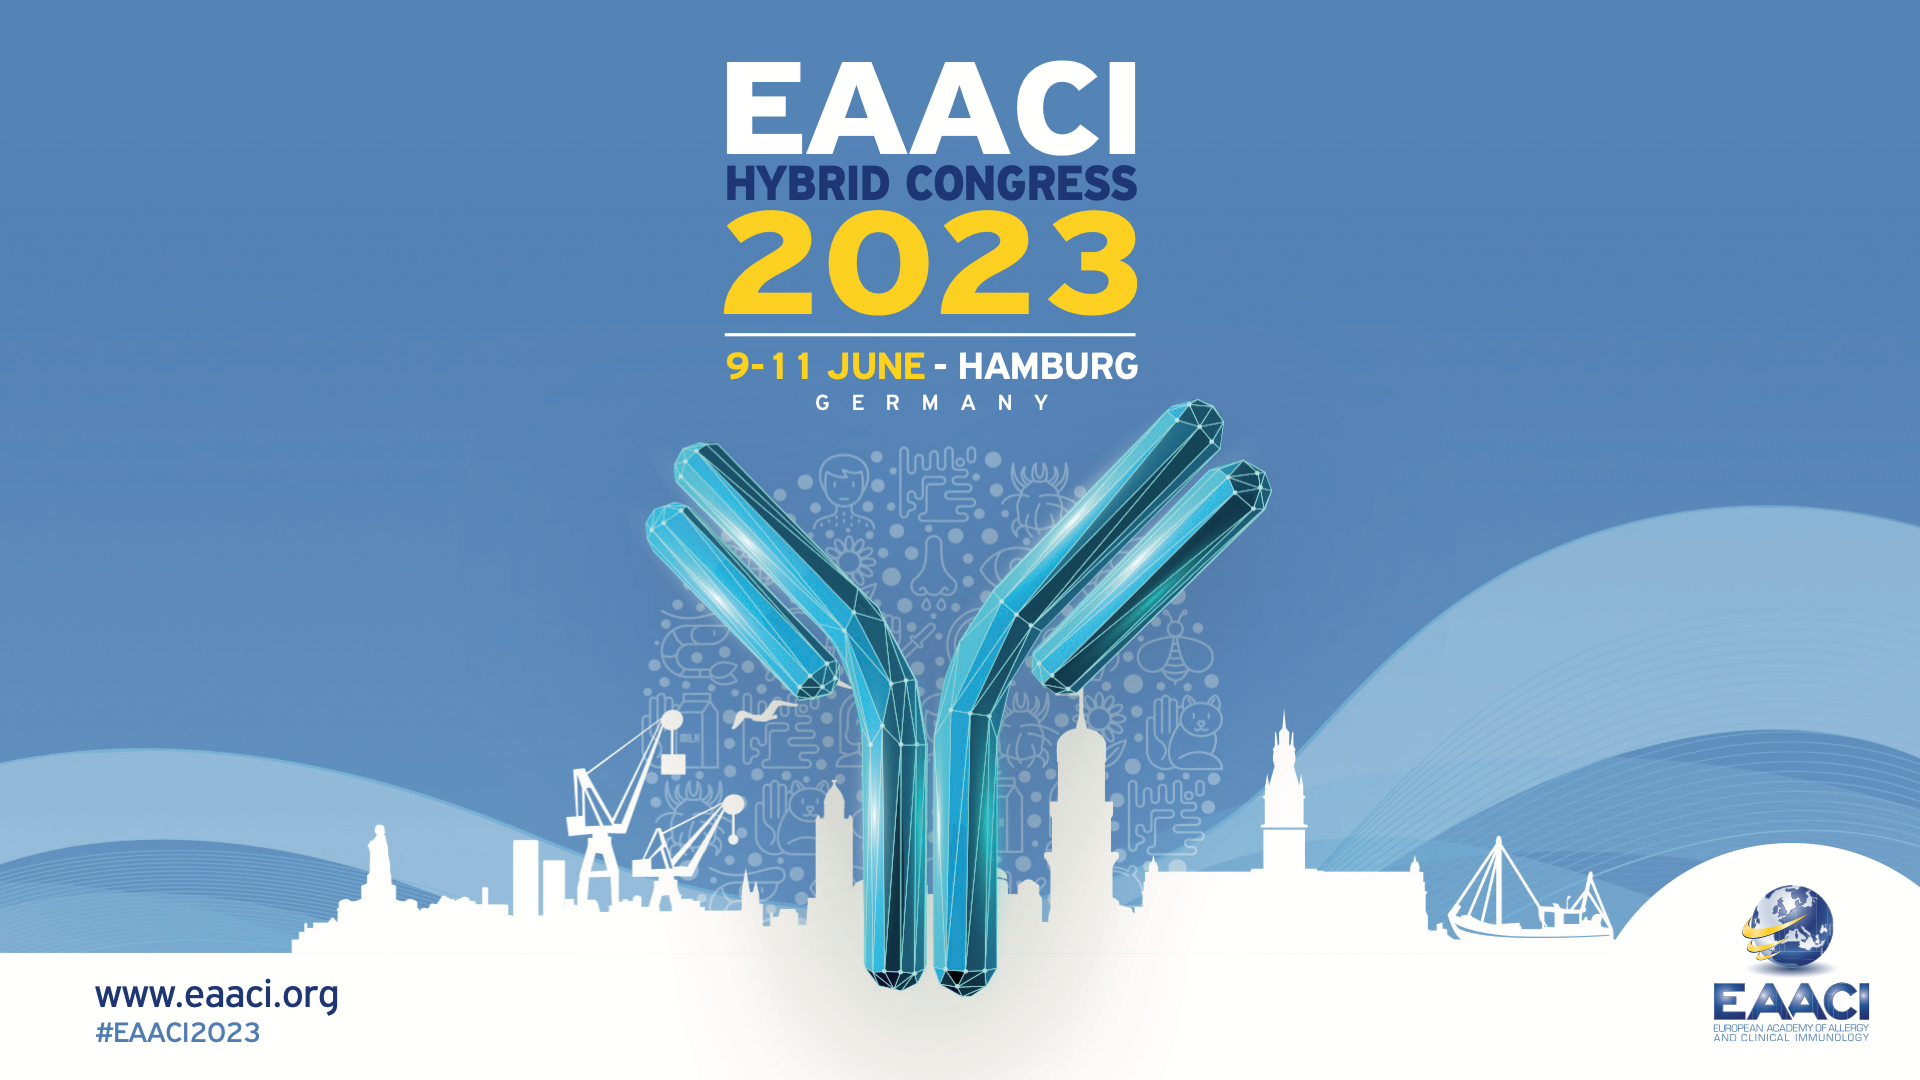 EAACI
HYBRID CONGRESS
2023
9-11 JUNE - HAMBURG
GERMANY
MILK
www.eaaci.org
#EAACI2023
EAACI
EUROPEAN ACADEMY OF ALLERGY
AND CLINICAL IMMUNOLOGY